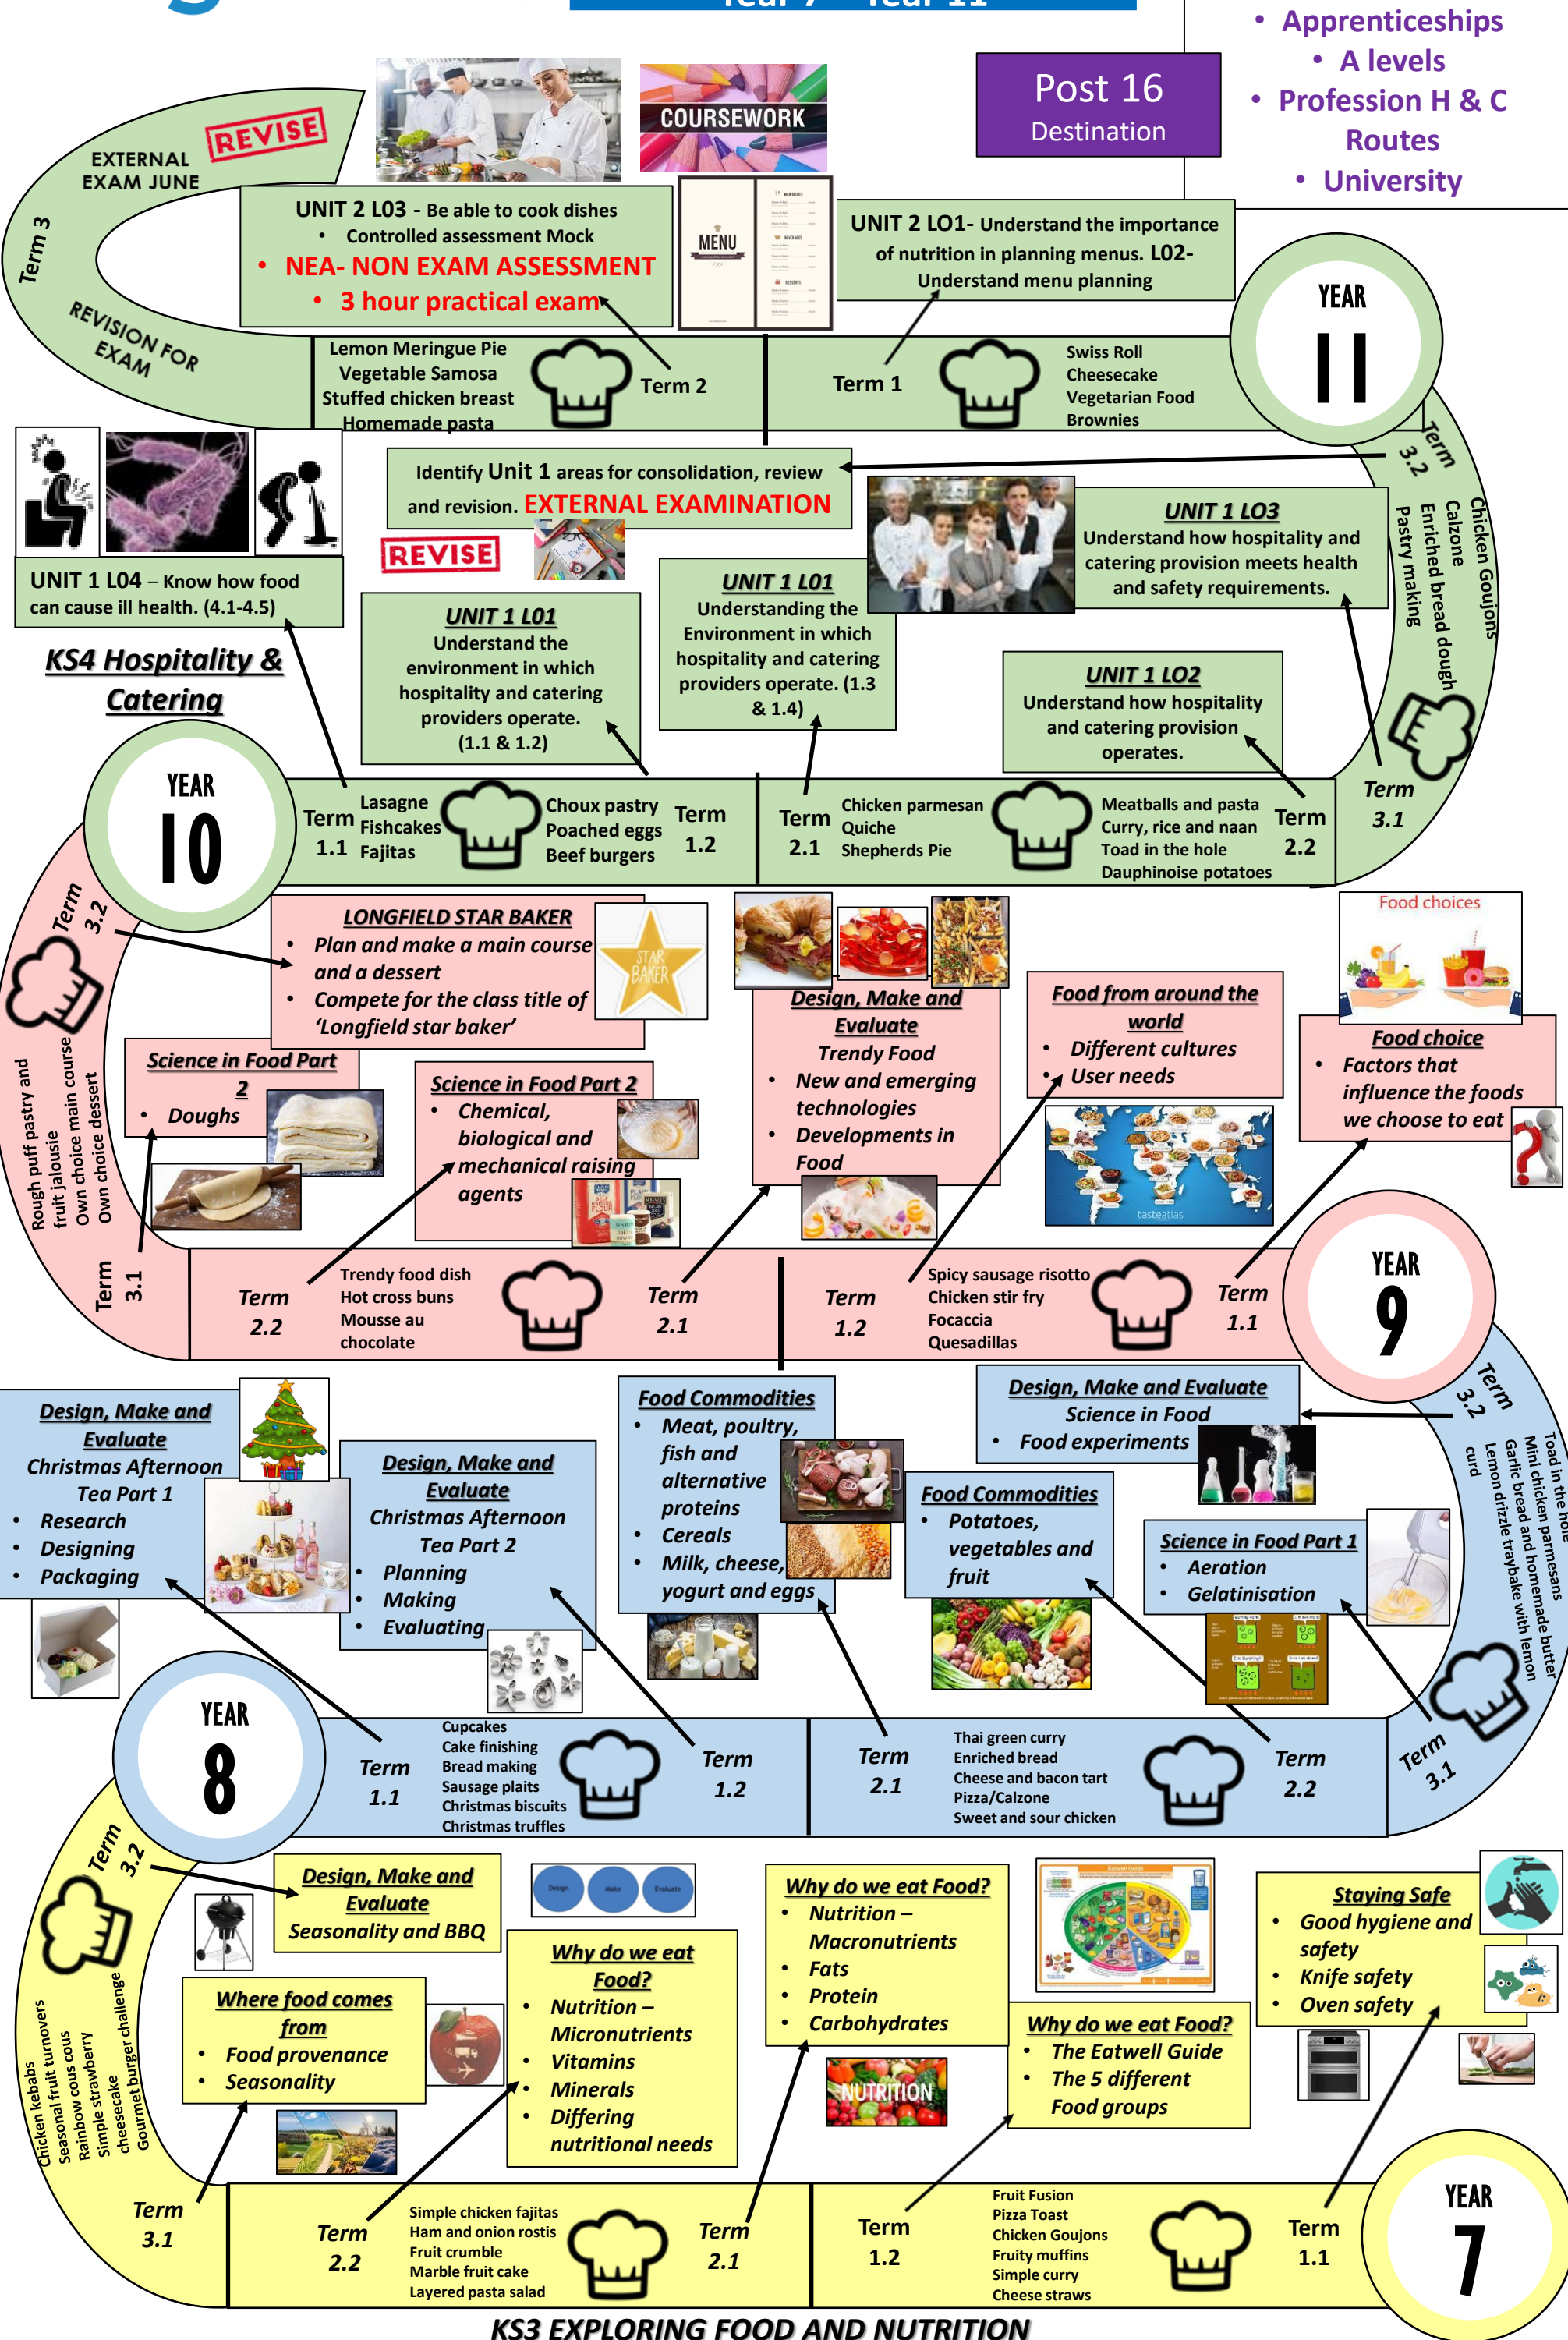 Year 7 – Year 11
• Apprenticeships
• A levels
• Profession H & C
Routes
• University
Post 16
Destination
REVISE
EXTERNAL
EXAM JUNE
Term 3
REVISION FOR
EXAM
COURSEWORK
UNIT 2 L03 - Be able to cook dishes
• Controlled assessment Mock
• NEA- NON EXAM ASSESSMENT
• 3 hour practical exam
MENU
UNIT 2 LO1- Understand the importance
of nutrition in planning menus. L02-
Understand menu planning
YEAR
11
Lemon Meringue Pie
Vegetable Samosa
Stuffed chicken breast
Homemade pasta
Term 2
Term 1
Swiss Roll
Cheesecake
Vegetarian Food
Brownies
Term
3.2
Chicken Goujons
Calzone
Enriched bread dough
Pastry making
Identify Unit 1 areas for consolidation, review
and revision. EXTERNAL EXAMINATION
REVISE
EXAM
UNIT 1 LO3
Understand how hospitality and
catering provision meets health
and safety requirements.
UNIT 1 L04 – Know how food
can cause ill health. (4.1-4.5)
UNIT 1 L01
Understand the
environment in which
hospitality and catering
providers operate.
(1.1 & 1.2)
UNIT 1 L01
Understanding the
Environment in which
hospitality and catering
providers operate. (1.3
& 1.4)
UNIT 1 LO2
Understand how hospitality
and catering provision
operates.
KS4 Hospitality &
Catering
YEAR
10
Term
1.1
Lasagne
Fishcakes
Fajitas
Choux pastry
Poached eggs
Beef burgers
Term
1.2
Term
2.1
Chicken parmesan
Quiche
Shepherds Pie
Meatballs and pasta
Curry, rice and naan
Toad in the hole
Dauphinoise potatoes
Term
2.2
Term
3.1
Term
3.2
LONGFIELD STAR BAKER
• Plan and make a main course
and a dessert
• Compete for the class title of
‘Longfield star baker’
STAR
BAKER
Rough puff pastry and
fruit jalousie
Own choice main course
Own choice dessert
Science in Food Part
2
• Doughs
Science in Food Part 2
• Chemical,
biological and
mechanical raising
agents
Design, Make and
Evaluate
Trendy Food
• New and emerging
technologies
• Developments in
Food
Food from around the
world
• Different cultures
• User needs
tasteatlas
Food choices
Food choice
• Factors that
influence the foods
we choose to eat
Term
3.1
Term
2.2
Trendy food dish
Hot cross buns
Mousse au
chocolate
Term
2.1
Term
1.2
Spicy sausage risotto
Chicken stir fry
Focaccia
Quesadillas
Term
1.1
YEAR
9
Term
3.2
Toad in the hole
Mini chicken parmesans
Garlic bread and homemade butter
Lemon drizzle traybake with lemon
curd
Design, Make and
Evaluate
Christmas Afternoon
Tea Part 1
• Research
• Designing
• Packaging
Design, Make and
Evaluate
Christmas Afternoon
Tea Part 2
• Planning
• Making
• Evaluating
Food Commodities
• Meat, poultry,
fish and
alternative
proteins
• Cereals
• Milk, cheese,
yogurt and eggs
Design, Make and Evaluate
Science in Food
• Food experiments
Food Commodities
• Potatoes,
vegetables and
fruit
Science in Food Part 1
• Aeration
• Gelatinisation
YEAR
8
Term
1.1
Cupcakes
Cake finishing
Bread making
Sausage plaits
Christmas biscuits
Christmas truffles
Term
1.2
Term
2.1
Thai green curry
Enriched bread
Cheese and bacon tart
Pizza/Calzone
Sweet and sour chicken
Term
2.2
Term
3.1
Term
3.2
Design, Make and
Evaluate
Seasonality and BBQ
Design
Make
Evaluate
Where food comes
from
• Food provenance
• Seasonality
Why do we eat
Food?
• Nutrition –
Micronutrients
• Vitamins
• Minerals
• Differing
nutritional needs
Why do we eat Food?
• Nutrition –
Macronutrients
• Fats
• Protein
• Carbohydrates
NUTRITION
Eatwell Guide
Why do we eat Food?
• The Eatwell Guide
• The 5 different
Food groups
Staying Safe
• Good hygiene and
safety
• Knife safety
• Oven safety
Chicken kebabs
Seasonal fruit turnovers
Rainbow cous cous
Simple strawberry
cheesecake
Gourmet burger challenge
Term
3.1
Term
2.2
Simple chicken fajitas
Ham and onion rostis
Fruit crumble
Marble fruit cake
Layered pasta salad
Term
2.1
Term
1.2
Fruit Fusion
Pizza Toast
Chicken Goujons
Fruity muffins
Simple curry
Cheese straws
Term
1.1
YEAR
7
KS3 EXPLORING FOOD AND NUTRITION